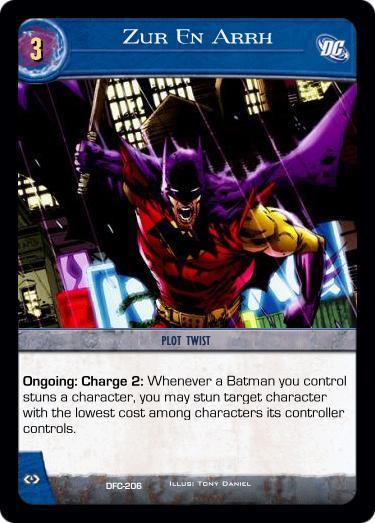 3
Zur En Arrh
DC
PLOT TWIST
Ongoing: Charge 2: Whenever a Batman you control
stuns a character, you may stun target character
with the lowest cost among characters its controller
controls.
DFC-206
Illus: Tony Daniel